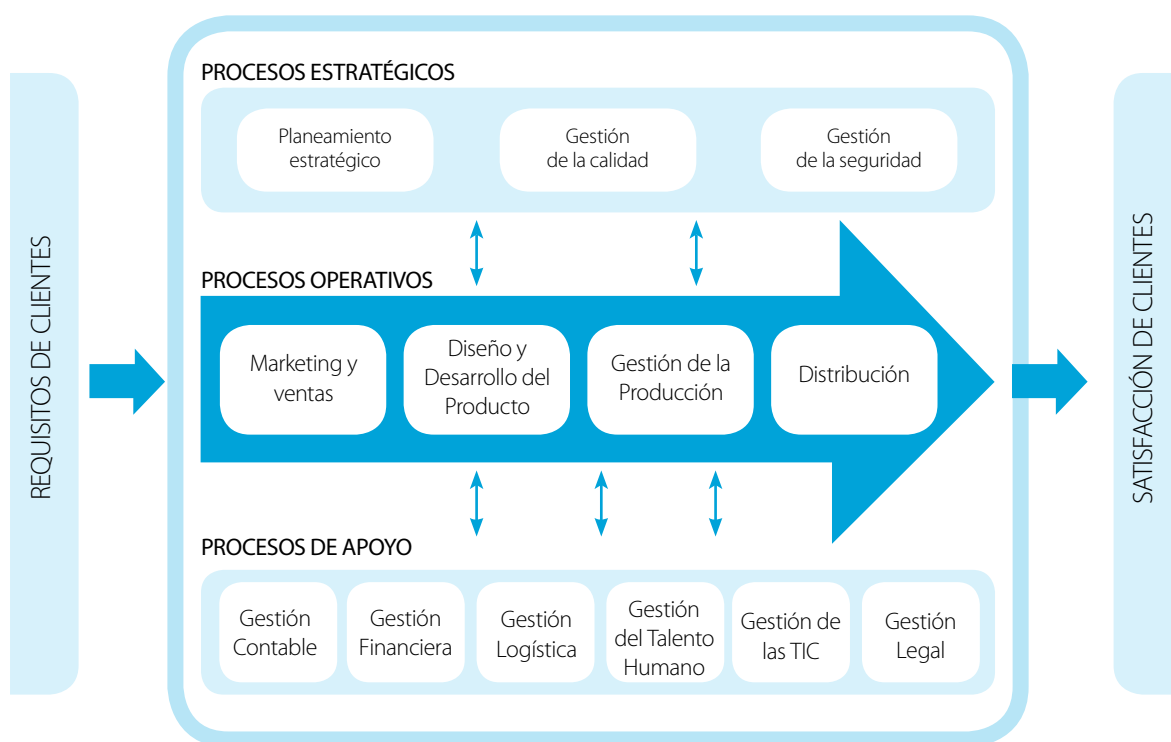 PROCESOS ESTRATÉGICOS
Planeamiento
estratégico
Gestión
de la calidad
Gestión
de la seguridad
REQUISITOS DE CLIENTES
PROCESOS OPERATIVOS
Marketing y
ventas
Diseño y
Desarrollo del
Producto
Gestión de la
Producción
Distribución
SATISFACCIÓN DE CLIENTES
PROCESOS DE APOYO
Gestión
Contable
Gestión
Financiera
Gestión
Logística
Gestión
del Talento
Humano
Gestión de
las TIC
Gestión
Legal